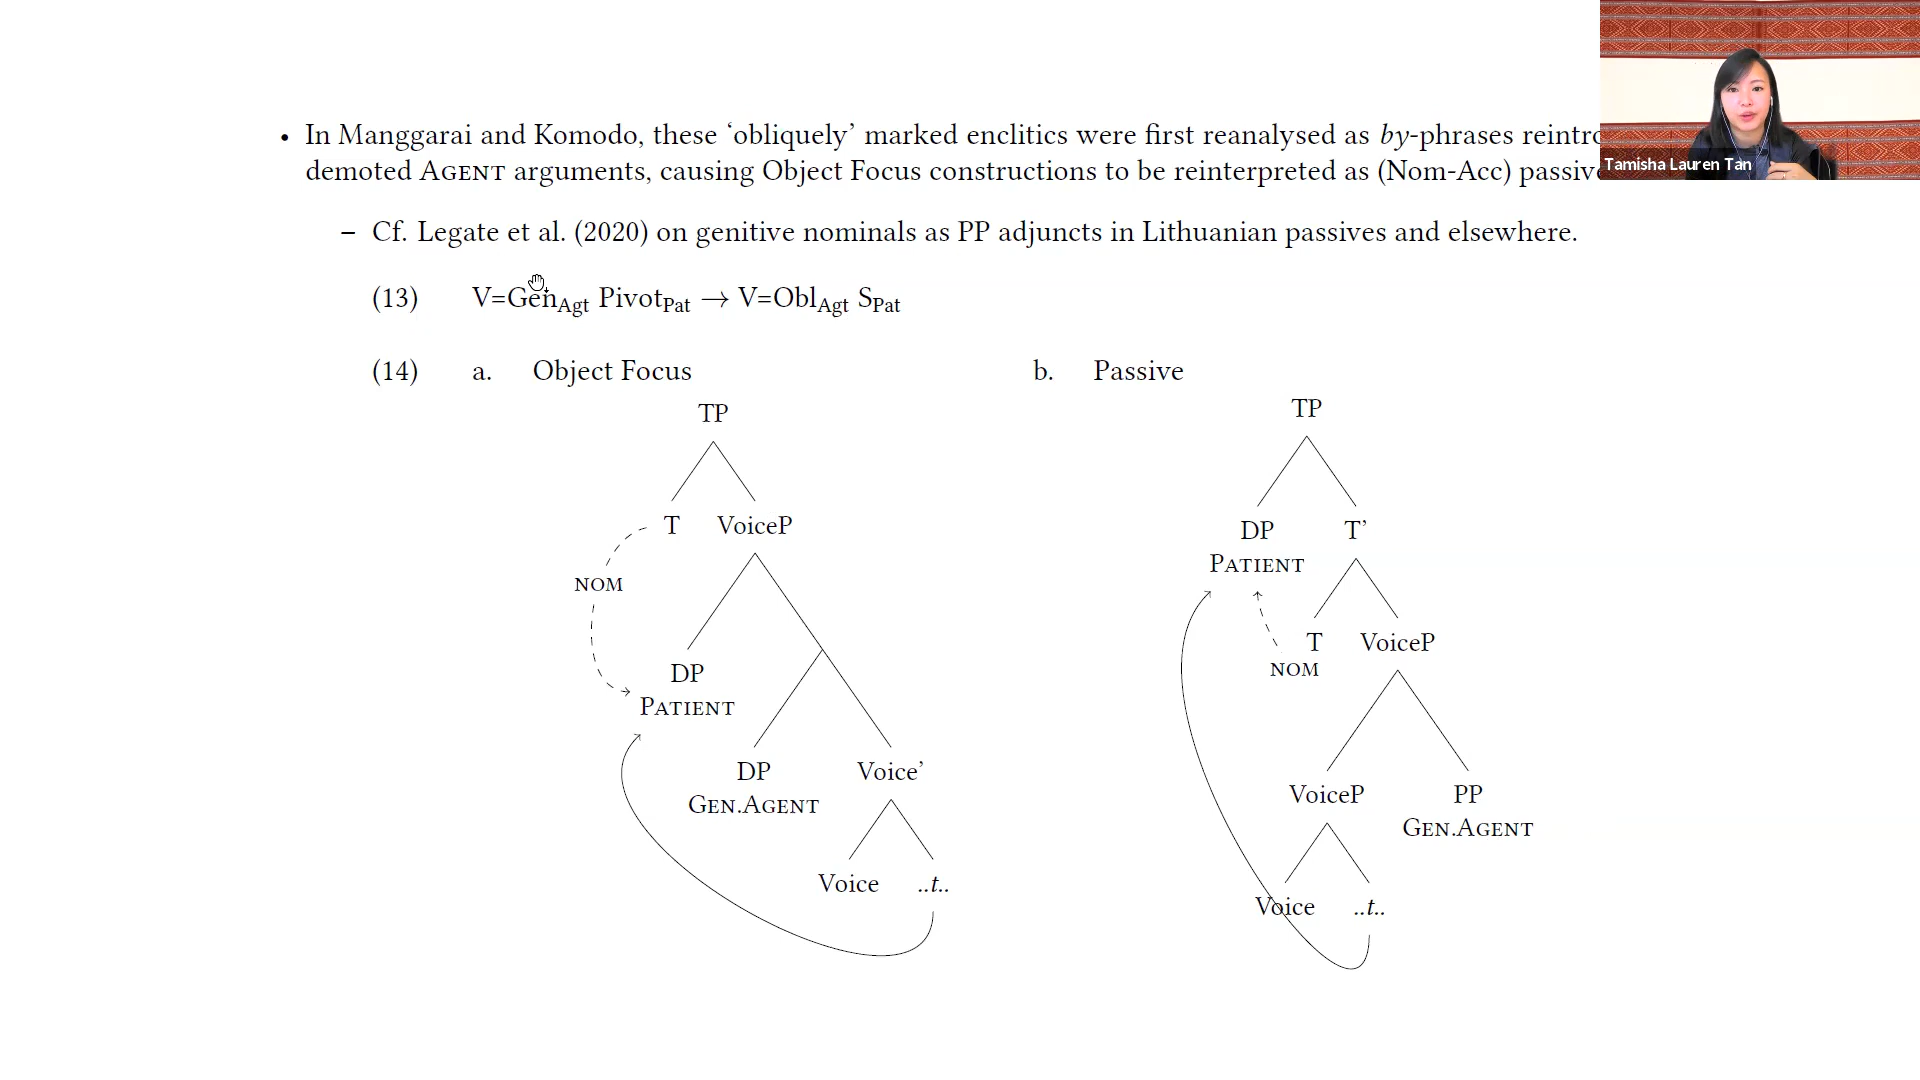 • In Manggarai and Komodo, these ‘obliquely’ marked enclitics were first reanalysed as by-phrases
demoted AGENT arguments, causing Object Focus constructions to be reinterpreted as (Nom-Acc)
Tamisha Lauren Tan
– Cf. Legate et al. (2020) on genitive nominals as PP adjuncts in Lithuanian passives and elsewhere.
(13) V=GenAgt PivotPat → V=OblAgt SPat
(14) a. Object Focus b. Passive
TP
T VoiceP
NOM
DP
PATIENT
DP Voice’
GEN.AGENT
Voice ..t..
TP
DP T’
PATIENT
T VoiceP
NOM
VoiceP PP
GEN.AGENT
Voice ..t..